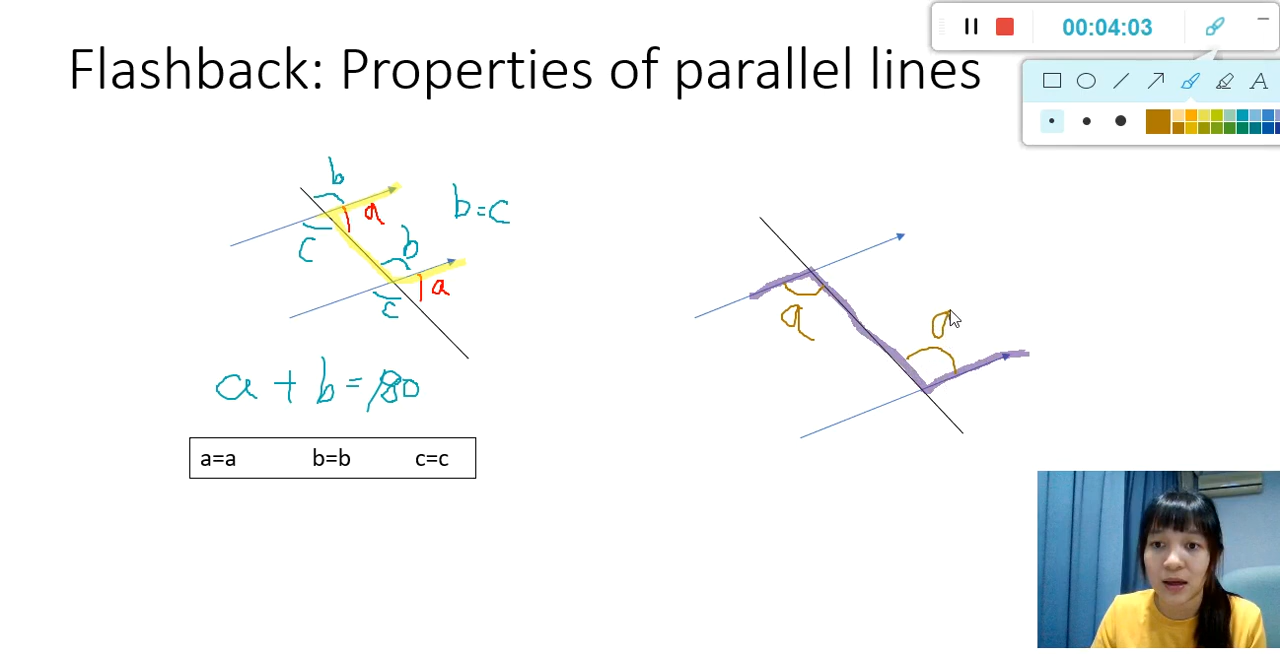 00:04:03
Flashback: Properties of parallel lines
A
b
a
b=c
c
b
a
c
a
a
a + b = 180
a=a b=b c=c